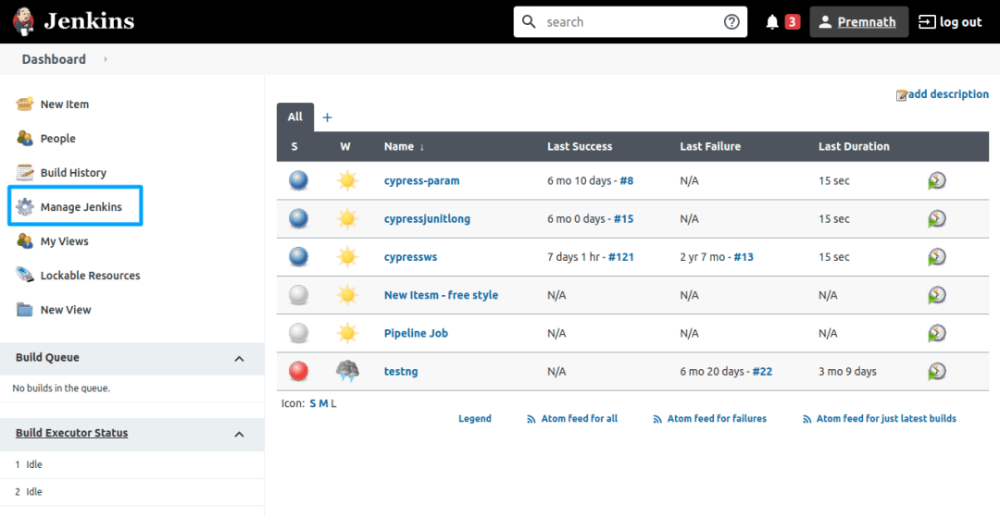 Jenkins search 3 Premnath log out
Dashboard
New Item
People
Build History
Manage Jenkins
My Views
Lockable Resources
New View
Build Queue
No builds in the queue.
Build Executor Status
1 Idle
2 Idle
add description
All +
S W Name ↓ Last Success Last Failure Last Duration
cypress-param 6 mo 10 days - #8 N/A 15 sec
cypressjunitlong 6 mo 0 days - #15 N/A 15 sec
cypressws 7 days 1 hr - #121 2 yr 7 mo - #13 15 sec
New Itesm - free style N/A N/A N/A
Pipeline Job N/A N/A N/A
testng N/A 6 mo 20 days - #22 3 mo 9 days
Icon: S M L
Legend Atom feed for all Atom feed for failures Atom feed for just latest builds